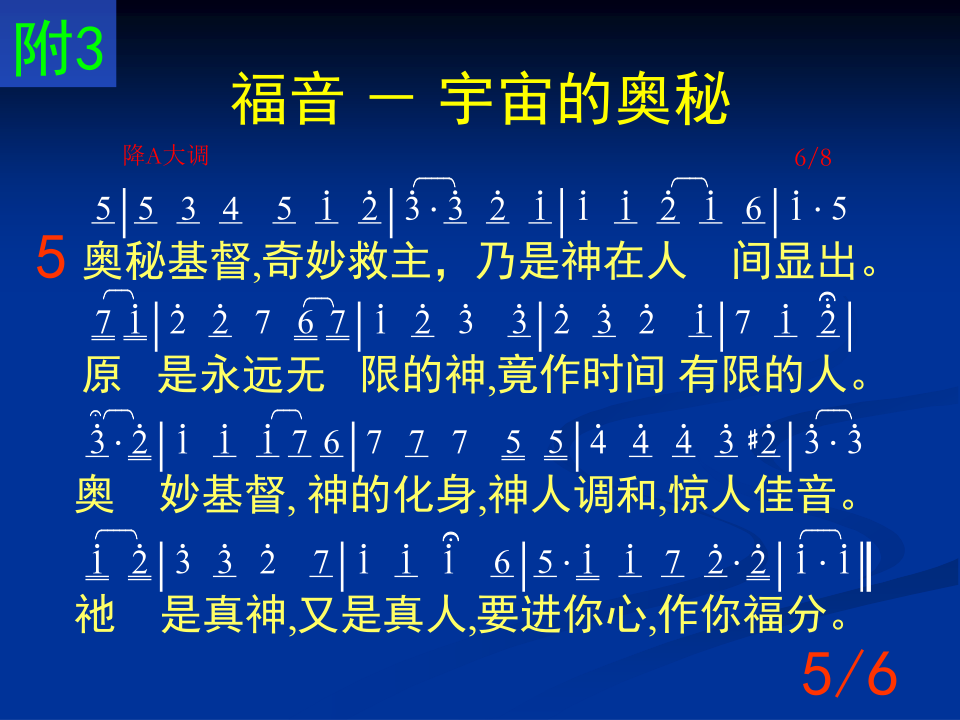 附3
福音 － 宇宙的奥秘
降A大调 6/8
5|5 3 4 5 i̇ 2̇|3̇·3̇ 2̇ 1̇|1̇ 1̇ 2̇ 1̇ 6|1̇·5
5 奥秘基督,奇妙救主，乃是神在人 间显出。
7 1̇|2̇ 2̇ 7 6 7|1̇ 2̇ 3̇ 3̇|2̇ 3̇ 2̇ 1̇|7 1̇ 2̇|
原 是永远无 限的神,竟作时间 有限的人。
3̇·2̇|1̇ 1̇ 1̇ 7 6|7 7 7 5 5|4̇ 4̇ 4̇ 3̇ #2̇|3̇·3̇
奥 妙基督, 神的化身,神人调和,惊人佳音。
1̇ 2̇|3̇ 3̇ 2̇ 7|1̇ 1̇ 1̇ 6|5·1̇ 1̇ 7 2̇·2̇|1̇·1̇‖
祂 是真神,又是真人,要进你心,作你福分。
5/6